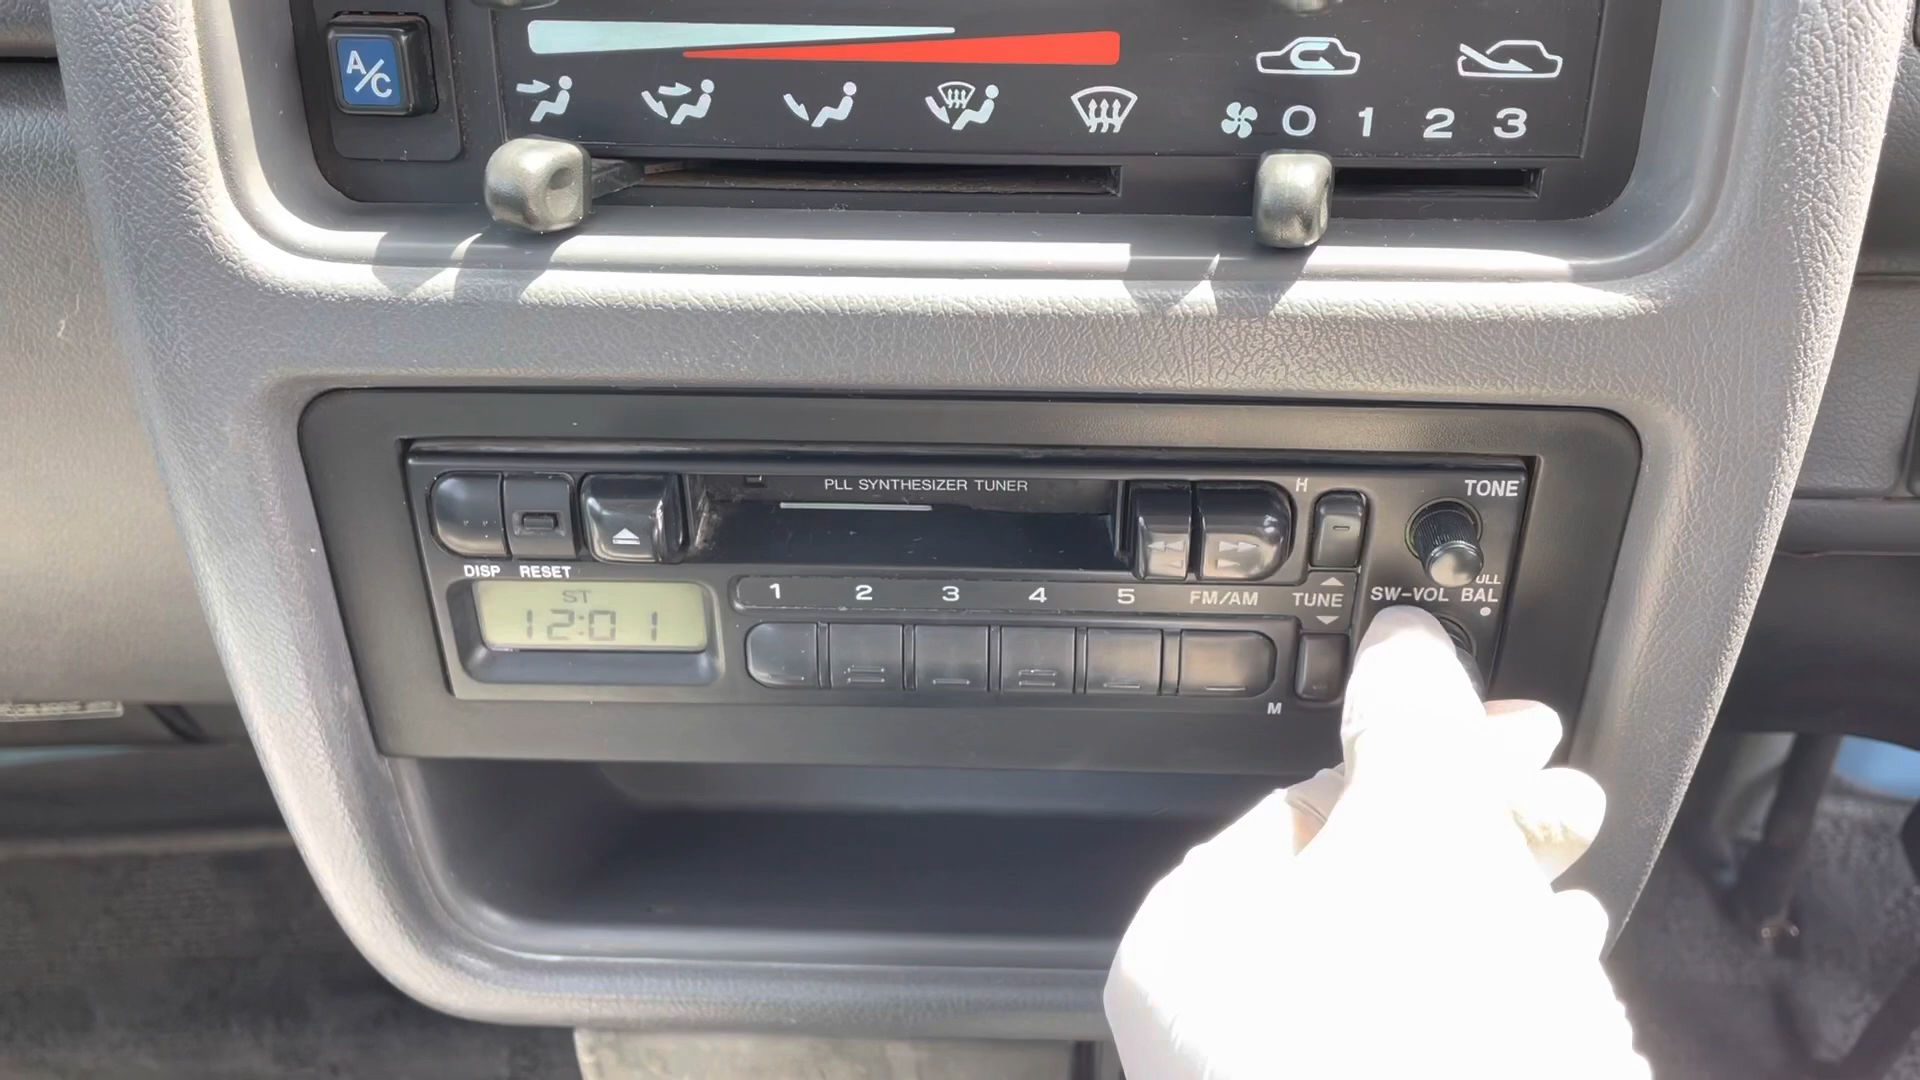 A/C
0 1 2 3
PLL SYNTHESIZER TUNER
H
TONE
DISP RESET
ST
12:01
1 2 3 4 5 FM/AM
TUNE
SW-VOL BAL
M